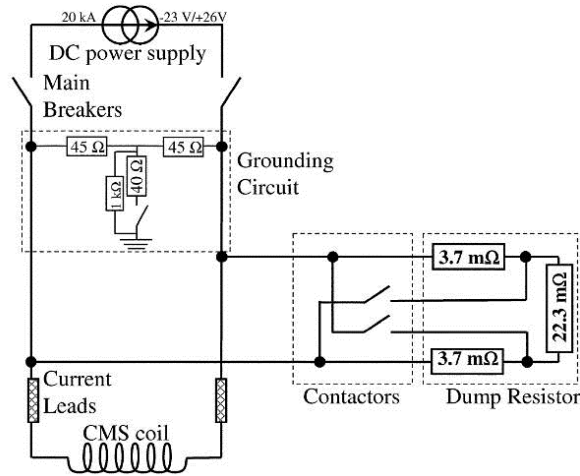 20 kA -23 V/+26V
DC power supply
Main
Breakers
45 Ω 45 Ω
1 kΩ 40 Ω
Grounding
Circuit
3.7 mΩ
22.3 mΩ
3.7 mΩ
Contactors Dump Resistor
Current
Leads
CMS coil